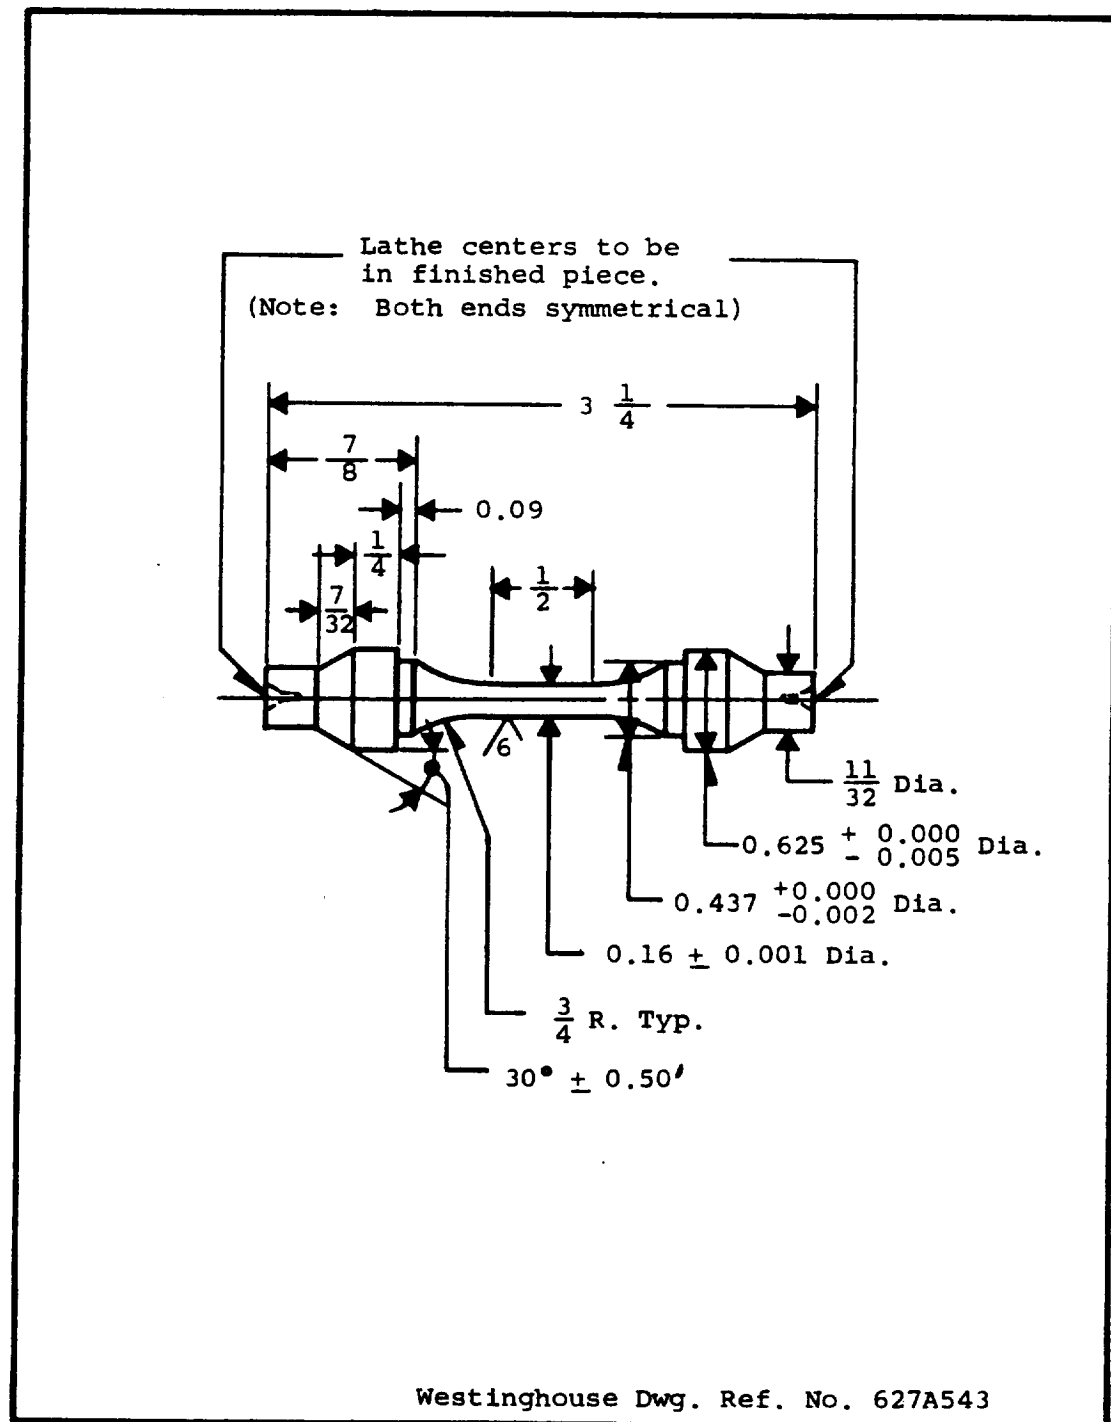 Lathe centers to be
in finished piece.
(Note: Both ends symmetrical)
3 1/4
7/8
0.09
1/4
1/2
7/32
6
11/32 Dia.
0.625 + 0.000 - 0.005 Dia.
0.437 +0.000 -0.002 Dia.
0.16 ± 0.001 Dia.
3/4 R. Typ.
30° ± 0.50'
Westinghouse Dwg. Ref. No. 627A543